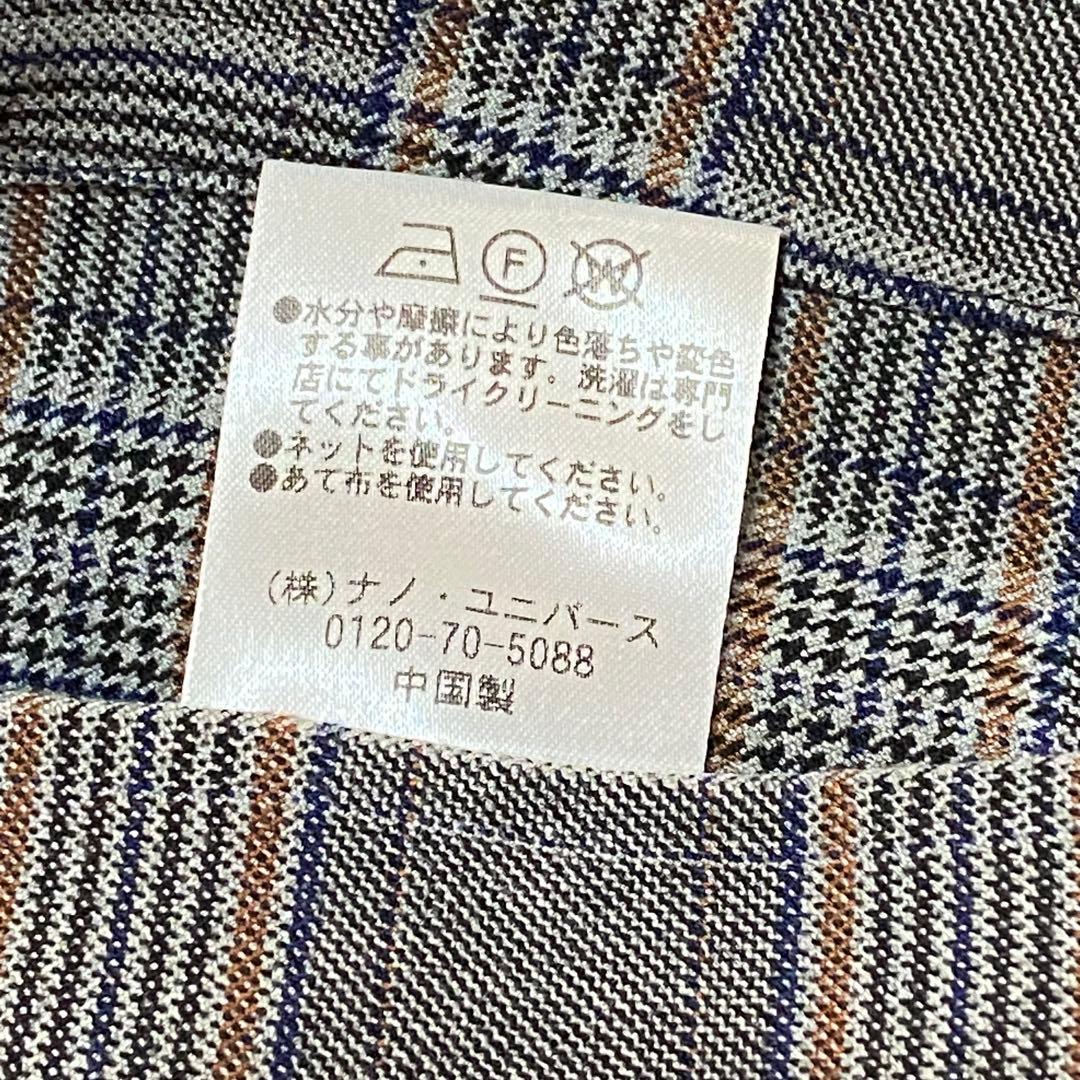 F W
●水分や摩擦により色落ちや変色
する事があります。洗濯は専門
店にてドライクリーニングをし
てください。
●ネットを使用してください。
●あて布を使用してください。
(株)ナノ・ユニバース
0120-70-5088
中国製